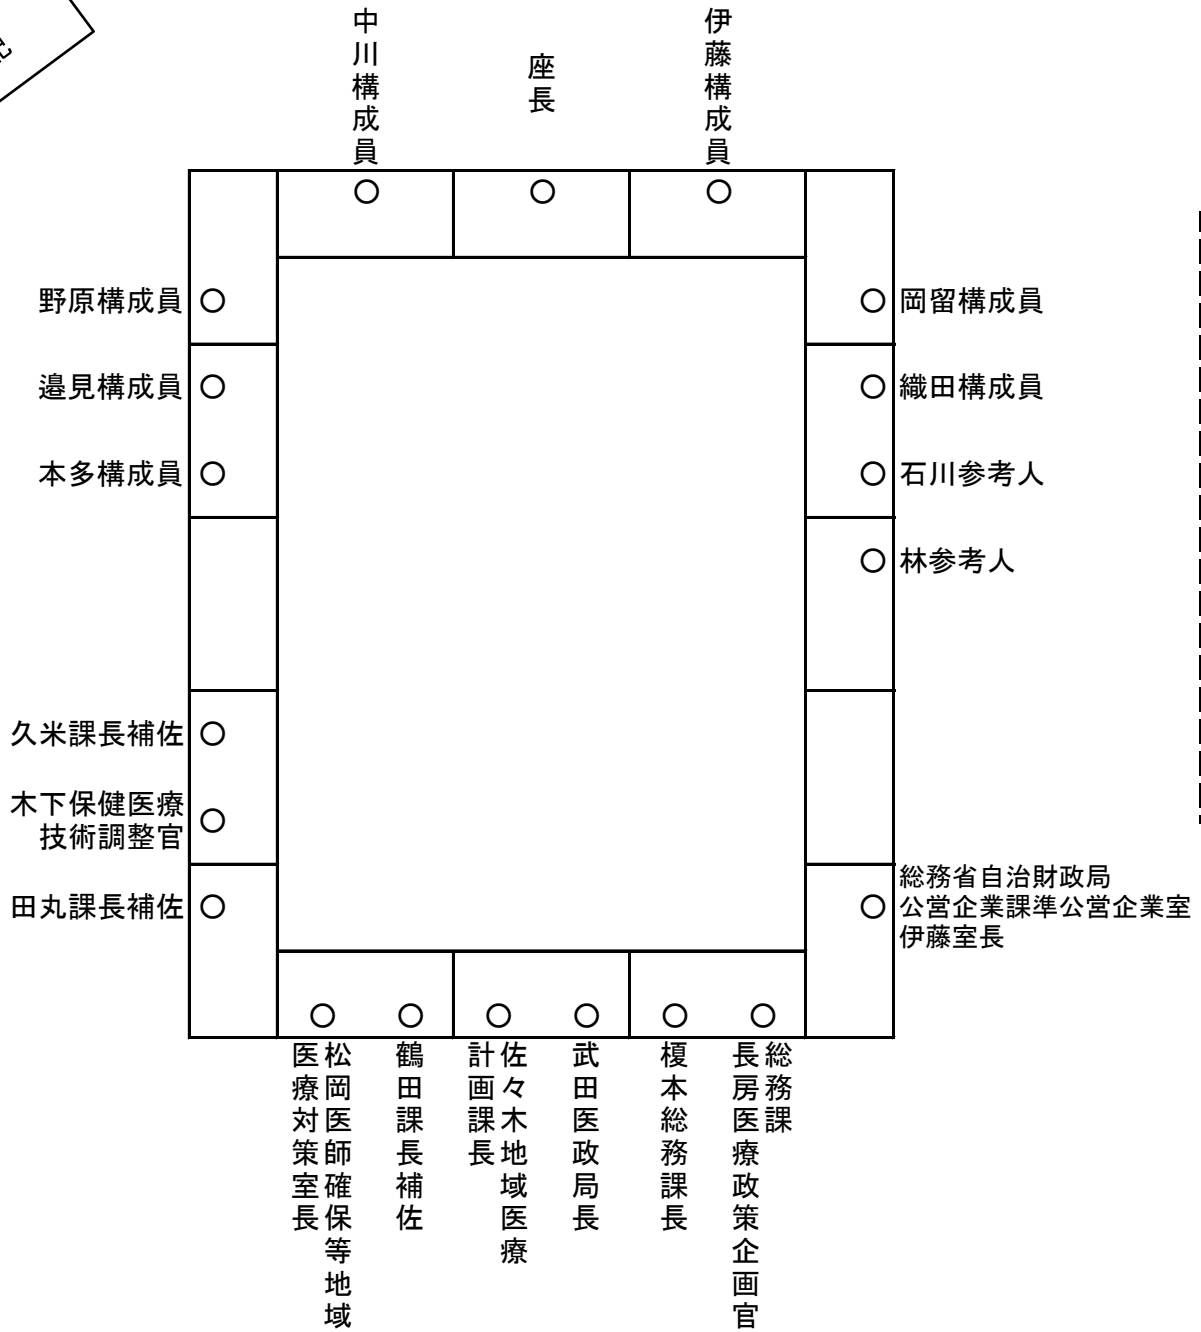 中川構成員
座長
伊藤構成員
野原構成員
邉見構成員
本多構成員
久米課長補佐
木下保健医療
技術調整官
田丸課長補佐
岡留構成員
織田構成員
石川参考人
林参考人
総務省自治財政局
公営企業課準公営企業室
伊藤室長
松岡医師確保等地域
医療対策室長
鶴田課長補佐
佐々木地域医療
計画課長
武田医政局長
榎本総務課長
総務課
長房医療政策企画官